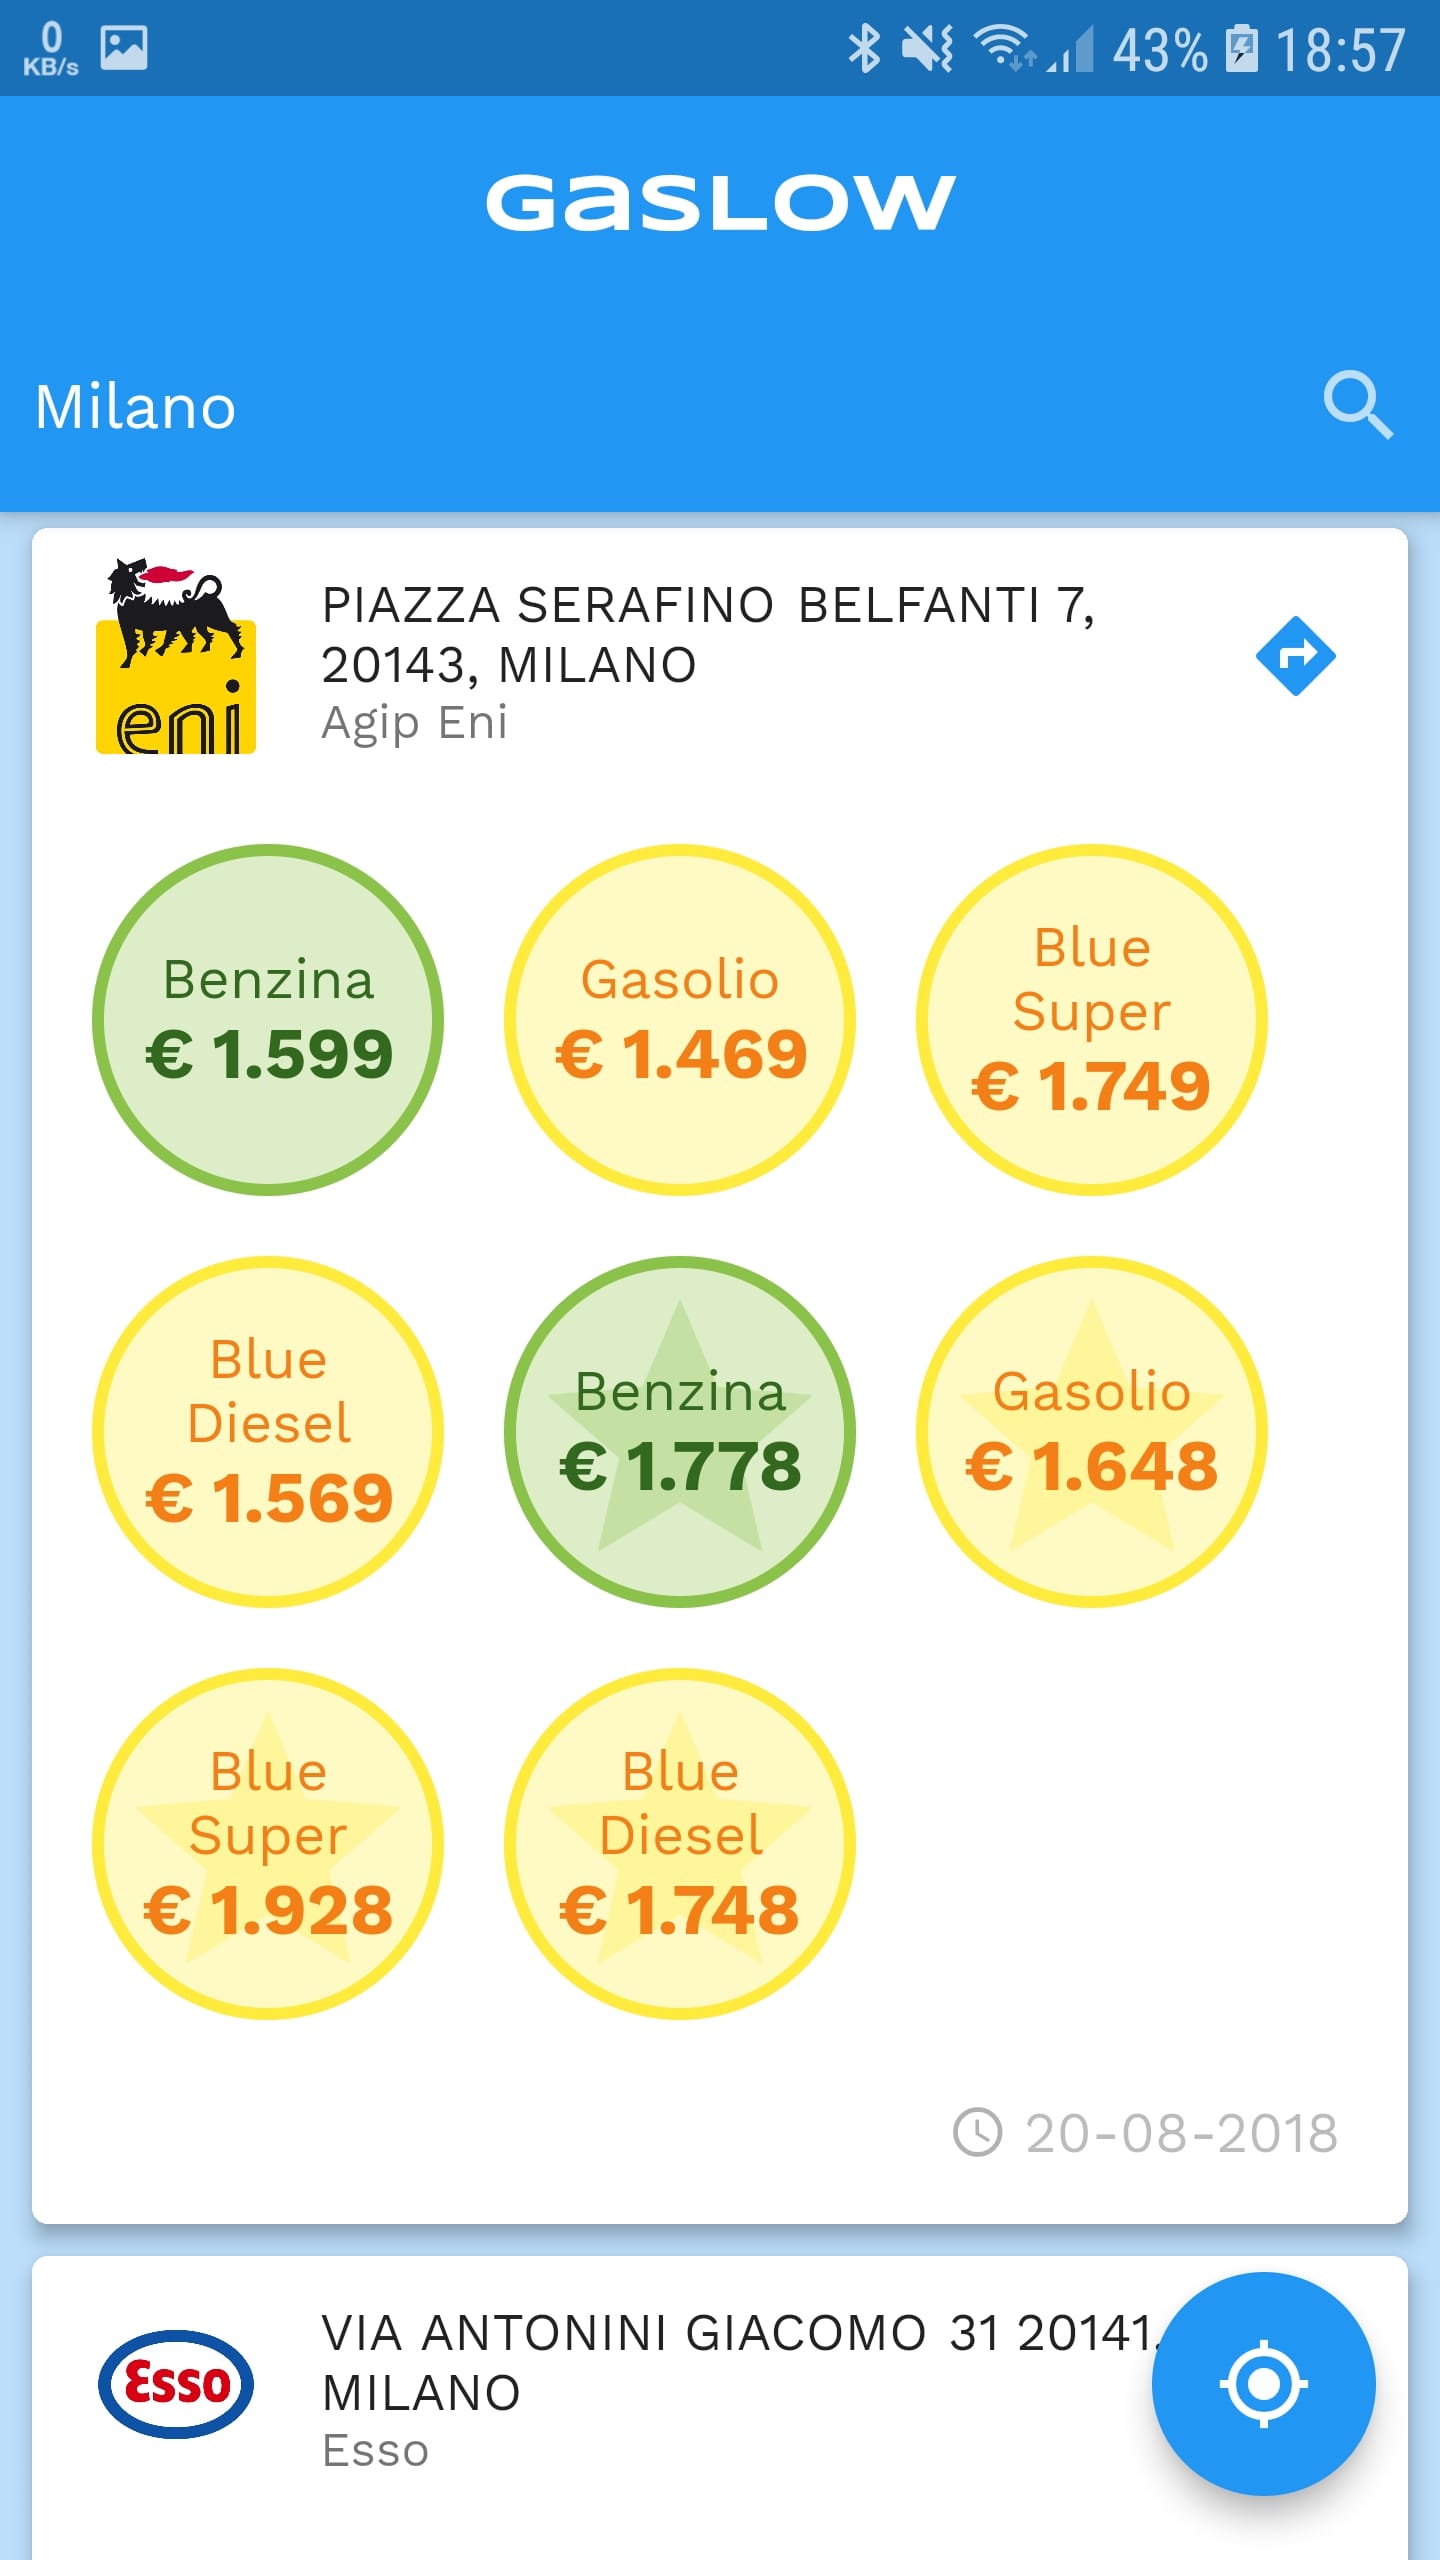 0
KB/s
43%
18:57
GaSLOW
Milano
eni
PIAZZA SERAFINO BELFANTI 7,
20143, MILANO
Agip Eni
Benzina
€ 1.599
Gasolio
€ 1.469
Blue
Super
€ 1.749
Blue
Diesel
€ 1.569
Benzina
€ 1.778
Gasolio
€ 1.648
Blue
Super
€ 1.928
Blue
Diesel
€ 1.748
20-08-2018
Esso
VIA ANTONINI GIACOMO 31 20141,
MILANO
Esso